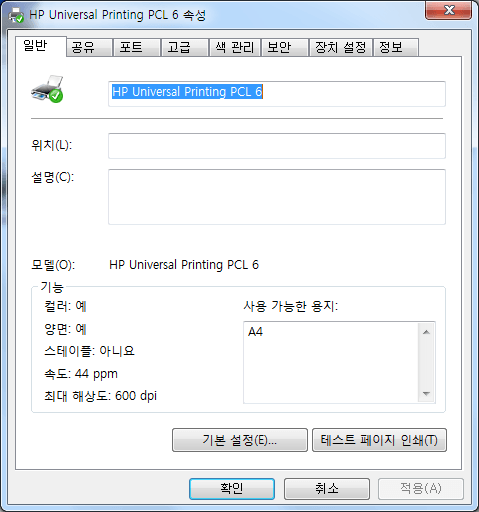 HP Universal Printing PCL 6 속성
일반 공유 포트 고급 색 관리 보안 장치 설정 정보
HP Universal Printing PCL 6
위치(L):
설명(C):
모델(O): HP Universal Printing PCL 6
기능
컬러: 예 사용 가능한 용지:
양면: 예 A4
스테이플: 아니요
속도: 44 ppm
최대 해상도: 600 dpi
기본 설정(E)... 테스트 페이지 인쇄(T)
확인 취소 적용(A)